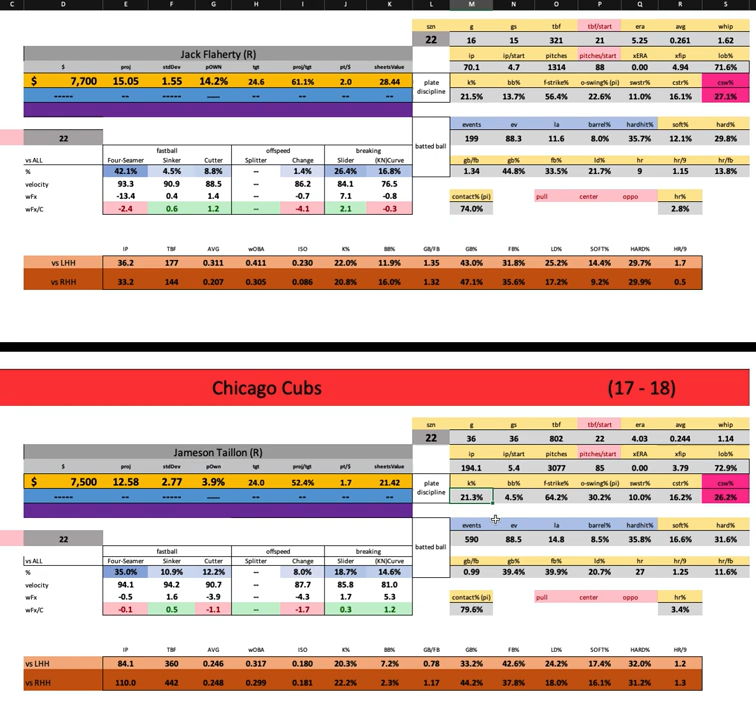 C D E F G H I J K L M N O P Q R S
szn g gs tbf tbf/start era avg whip
22 16 15 321 21 5.25 0.261 1.62
Jack Flaherty (R) ip ip/start pitches pitches/start xERA xfip lob%
$ proj stdDev pOWN tgt proj/tgt pt/$ sheetsValue 70.1 4.7 1314 88 0.00 4.94 71.6%
$ 7,700 15.05 1.55 14.2% 24.6 61.1% 2.0 28.44 plate discipline k% bb% f-strike% o-swing% (pi) swstr% cstr% csw%
----- -- ----- ___ -- -- -- -- 21.5% 13.7% 56.4% 22.6% 11.0% 16.1% 27.1%
events ev la barrel% hardhit% soft% hard%
22 batted ball 199 88.3 11.6 8.0% 35.7% 12.1% 29.8%
fastball offspeed breaking
vs ALL Four-Seamer Sinker Cutter Splitter Change Slider (KN)Curve gb/fb gb% fb% ld% hr hr/9 hr/fb
% 42.1% 4.5% 8.8% -- 1.4% 26.4% 16.8% 1.34 44.8% 33.5% 21.7% 9 1.15 13.8%
velocity 93.3 90.9 88.5 86.2 84.1 76.5
wFx -13.4 0.4 1.4 -- -0.7 7.1 -0.8 contact% (pi) pull center oppo hr%
wFx/C -2.4 0.6 1.2 -- -4.1 2.1 -0.3 74.0% 2.8%
IP TBF AVG wOBA ISO K% BB% GB/FB GB% FB% LD% SOFT% HARD% HR/9
vs LHH 36.2 177 0.311 0.411 0.230 22.0% 11.9% 1.35 43.0% 31.8% 25.2% 14.4% 29.7% 1.7
vs RHH 33.2 144 0.207 0.305 0.086 20.8% 16.0% 1.32 47.1% 35.6% 17.2% 9.2% 29.9% 0.5
Chicago Cubs (17 - 18)
szn g gs tbf tbf/start era avg whip
22 36 36 802 22 4.03 0.244 1.14
Jameson Taillon (R) ip ip/start pitches pitches/start xERA xfip lob%
$ proj stdDev pOwn tgt proj/tgt pt/$ sheetsValue 194.1 5.4 3077 85 0.00 3.79 72.9%
$ 7,500 12.58 2.77 3.9% 24.0 52.4% 1.7 21.42 plate discipline k% bb% f-strike% o-swing% (pi) swstr% cstr% csw%
----- -- ----- ___ -- -- -- -- 21.3% 4.5% 64.2% 30.2% 10.0% 16.2% 26.2%
events ev la barrel% hardhit% soft% hard%
22 batted ball 590 88.5 14.8 8.5% 35.8% 16.6% 31.6%
fastball offspeed breaking
vs ALL Four-Seamer Sinker Cutter Splitter Change Slider (KN)Curve gb/fb gb% fb% ld% hr hr/9 hr/fb
% 35.0% 10.9% 12.2% -- 8.0% 18.7% 14.6% 0.99 39.4% 39.9% 20.7% 27 1.25 11.6%
velocity 94.1 94.2 90.7 87.7 85.8 81.0
wFx -0.5 1.6 -3.9 -- -4.3 1.7 5.3 contact% (pi) pull center oppo hr%
wFx/C -0.1 0.5 -1.1 -- -1.7 0.3 1.2 79.6% 3.4%
IP TBF AVG wOBA ISO K% BB% GB/FB GB% FB% LD% SOFT% HARD% HR/9
vs LHH 84.1 360 0.246 0.317 0.180 20.3% 7.2% 0.78 33.2% 42.6% 24.2% 17.4% 32.0% 1.2
vs RHH 110.0 442 0.248 0.299 0.181 22.2% 2.3% 1.17 44.2% 37.8% 18.0% 16.1% 31.2% 1.3